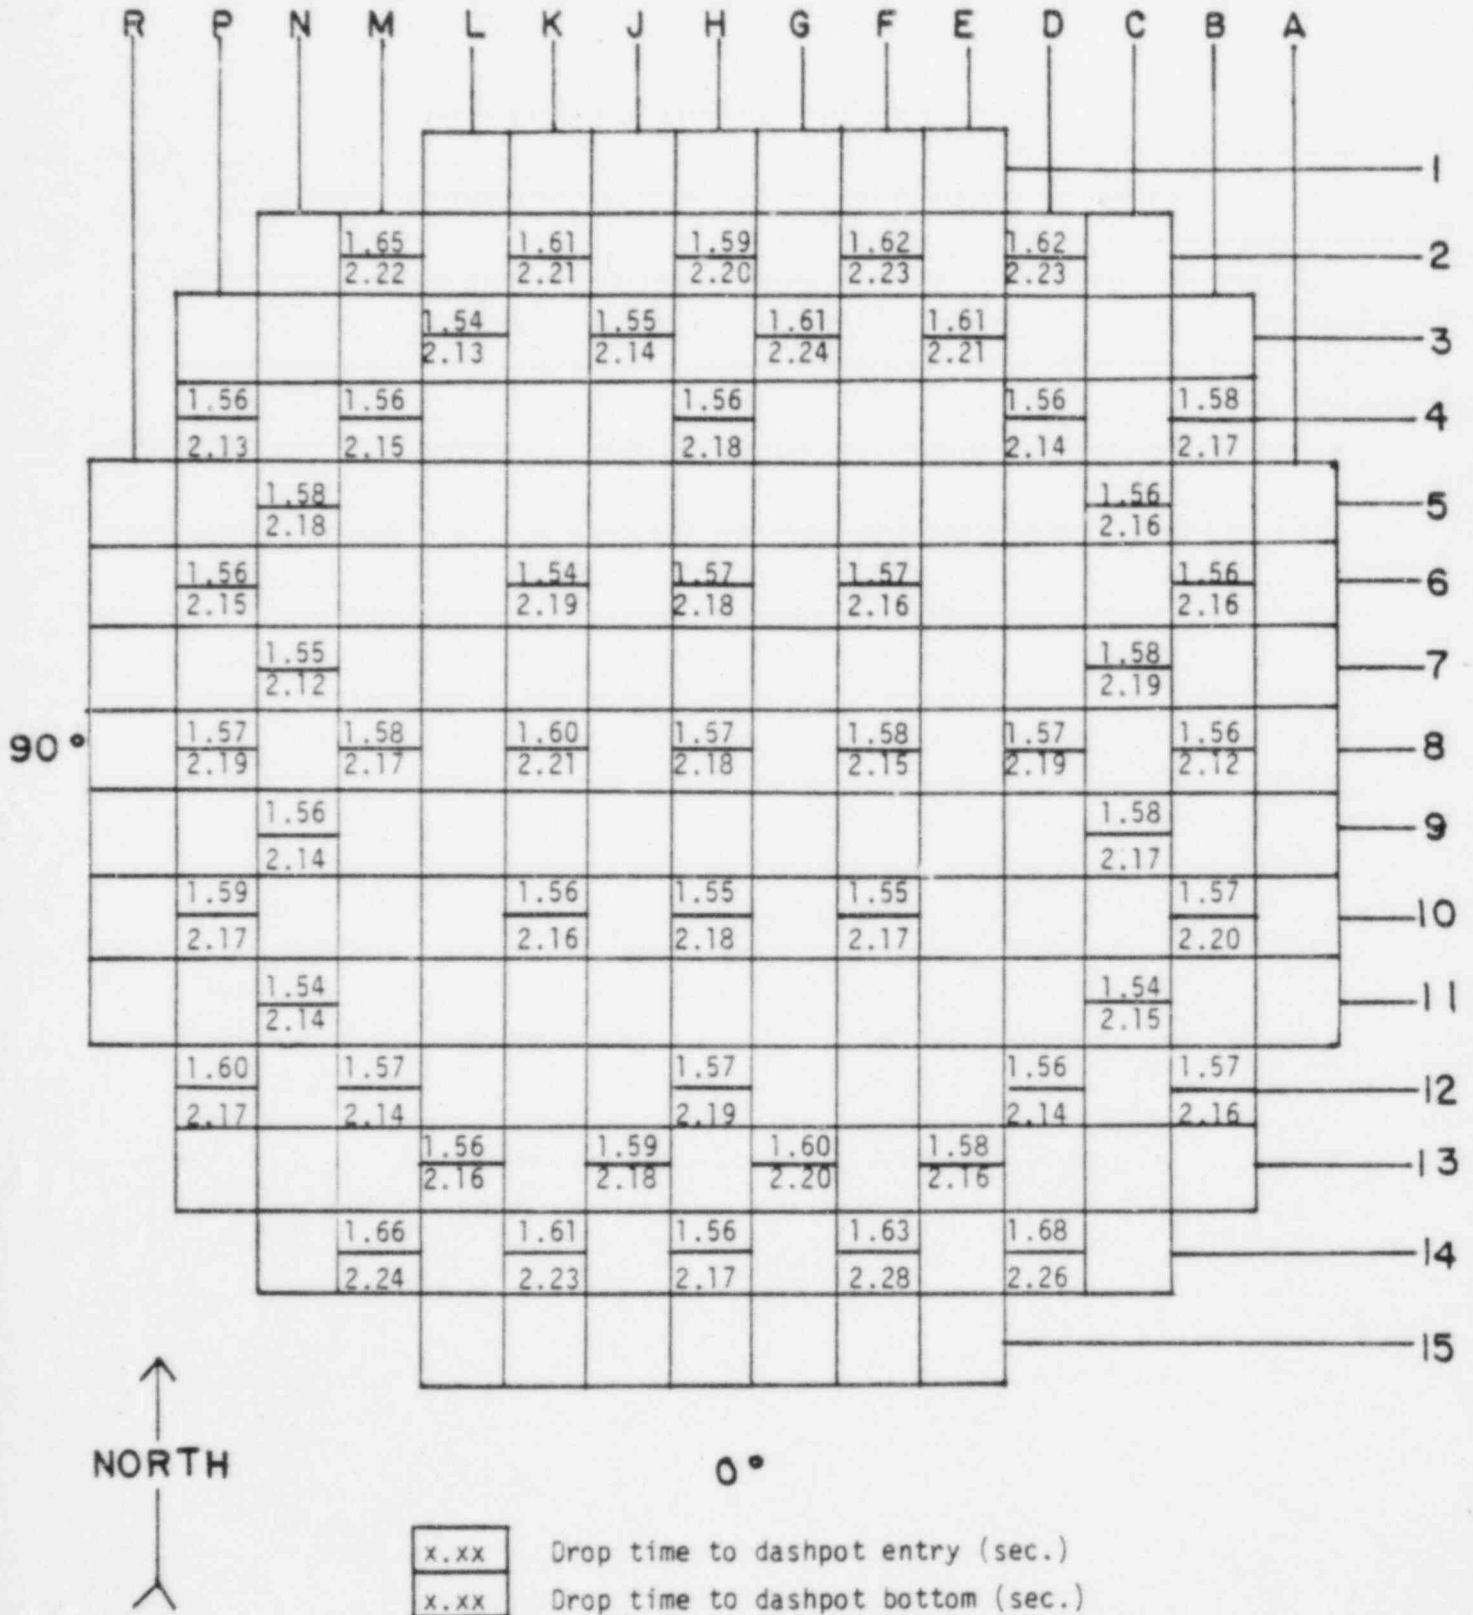 R P N M L K J H G F E D C B A
1
1.65 1.61 1.59 1.62 1.62
2
2.22 2.21 2.20 2.23 2.23
1.54 1.55 1.61 1.61
3
2.13 2.14 2.24 2.21
1.56 1.56 1.56 1.56 1.58
4
2.13 2.15 2.18 2.14 2.17
1.58 1.56
5
2.18 2.16
1.56 1.54 1.57 1.57 1.56
6
2.15 2.19 2.18 2.16 2.16
1.55 1.58
7
2.12 2.19
1.57 1.58 1.60 1.57 1.58 1.57 1.56
90° 8
2.19 2.17 2.21 2.18 2.15 2.19 2.12
1.56 1.58
9
2.14 2.17
1.59 1.56 1.55 1.55 1.57
10
2.17 2.16 2.18 2.17 2.20
1.54 1.54
11
2.14 2.15
1.60 1.57 1.57 1.56 1.57
12
2.17 2.14 2.19 2.14 2.16
1.56 1.59 1.60 1.58
13
2.16 2.18 2.20 2.16
1.66 1.61 1.56 1.63 1.68
14
2.24 2.23 2.17 2.28 2.26
15
NORTH
0°
x.xx Drop time to dashpot entry (sec.)
x.xx Drop time to dashpot bottom (sec.)